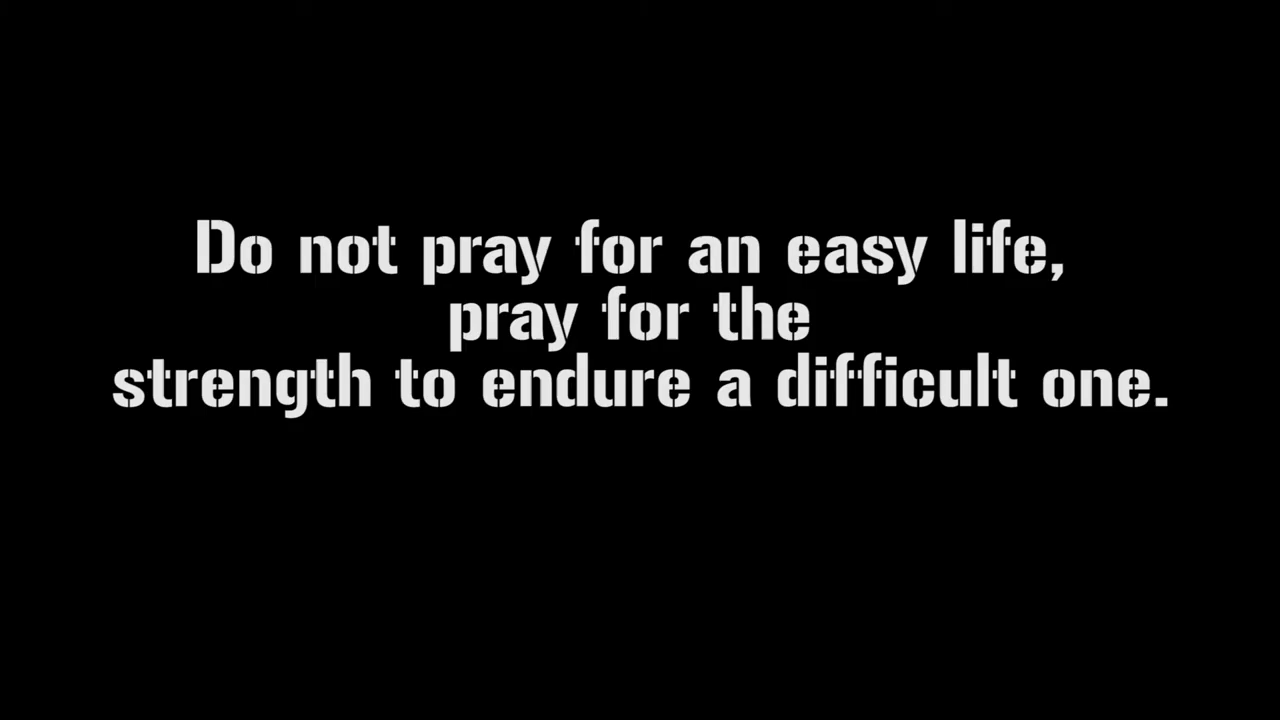 Do not pray for an easy life,
pray for the
strength to endure a difficult one.